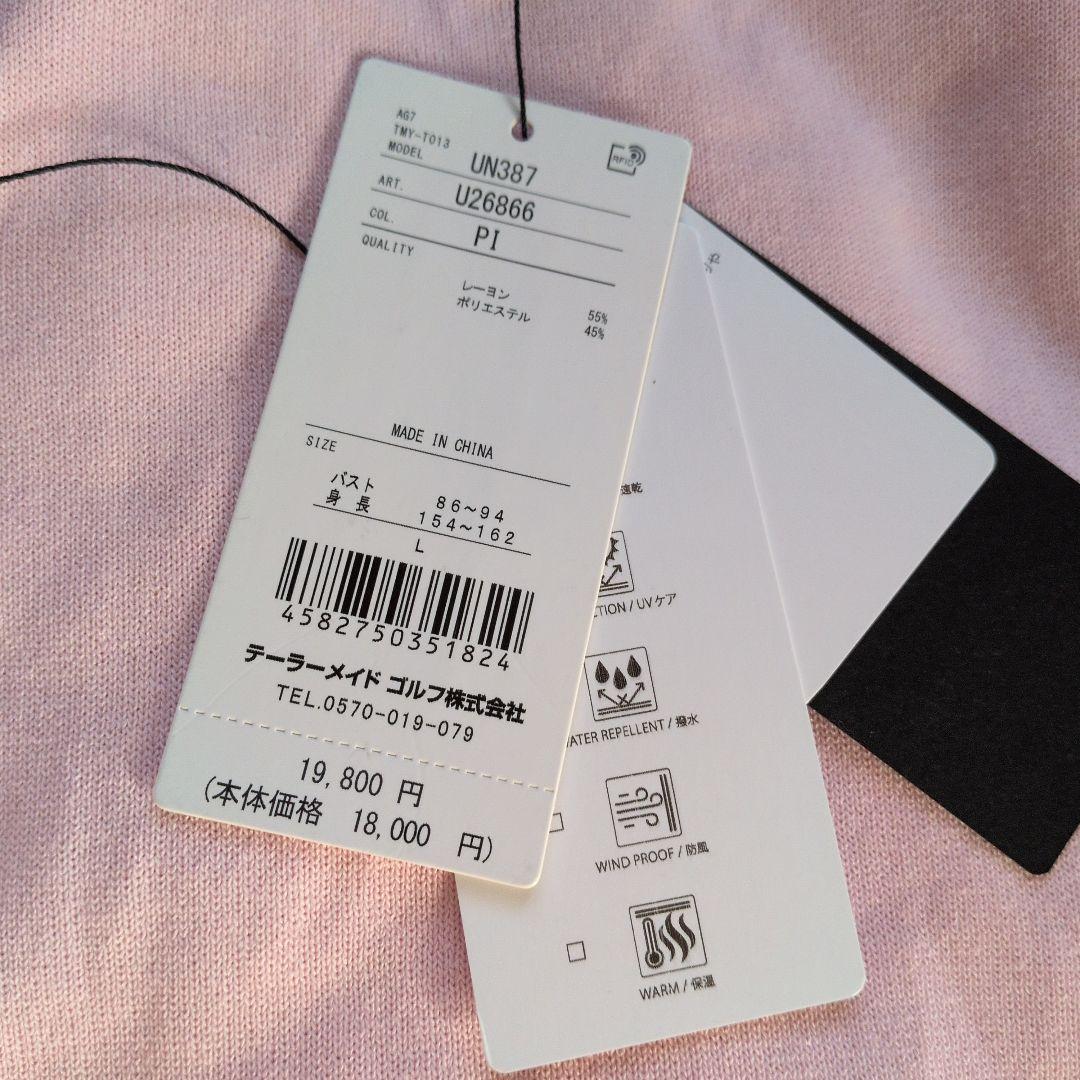 AG7
TMY-T013
RFID
MODEL UN387
ART. U26866
COL. PI
QUALITY
レーヨン 55%
ポリエステル 45%
MADE IN CHINA
SIZE
バスト 86～94
身長 154～162
L
4582750351824
テーラーメイド ゴルフ株式会社
TEL.0570-019-079
19,800 円
(本体価格 18,000 円)
速乾
CTION / UVケア
ATER REPELLENT / 撥水
WIND PROOF / 防風
WARM / 保温